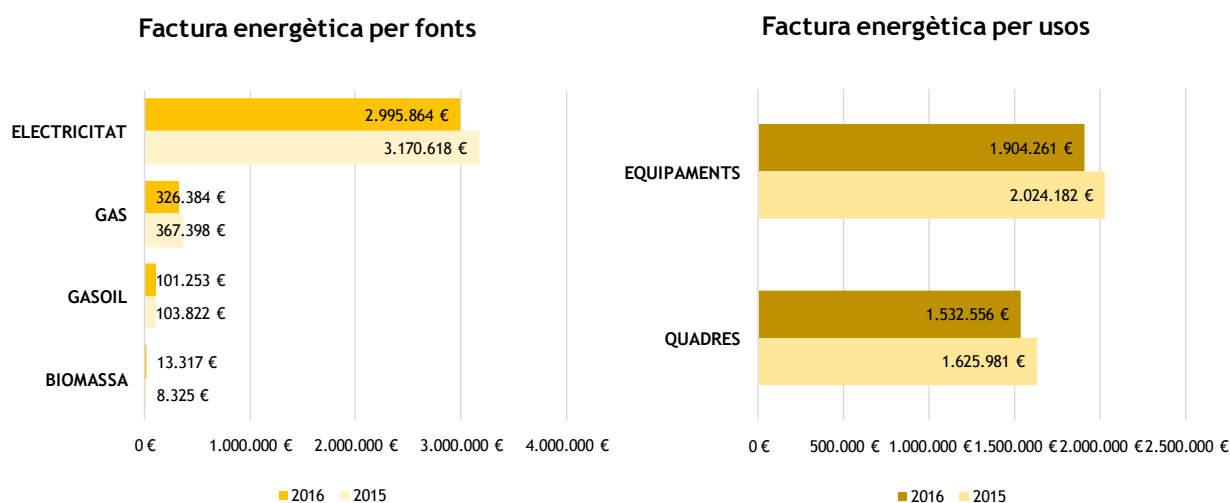 Factura energètica per fonts
ELECTRICITAT
2.995.864 €
3.170.618 €
GAS
326.384 €
367.398 €
GASOIL
101.253 €
103.822 €
BIOMASSA
13.317 €
8.325 €
0 € 1.000.000 € 2.000.000 € 3.000.000 € 4.000.000 €
2016 2015
Factura energètica per usos
EQUIPAMENTS
1.904.261 €
2.024.182 €
QUADRES
1.532.556 €
1.625.981 €
0 € 500.000 € 1.000.000 € 1.500.000 € 2.000.000 € 2.500.000 €
2016 2015